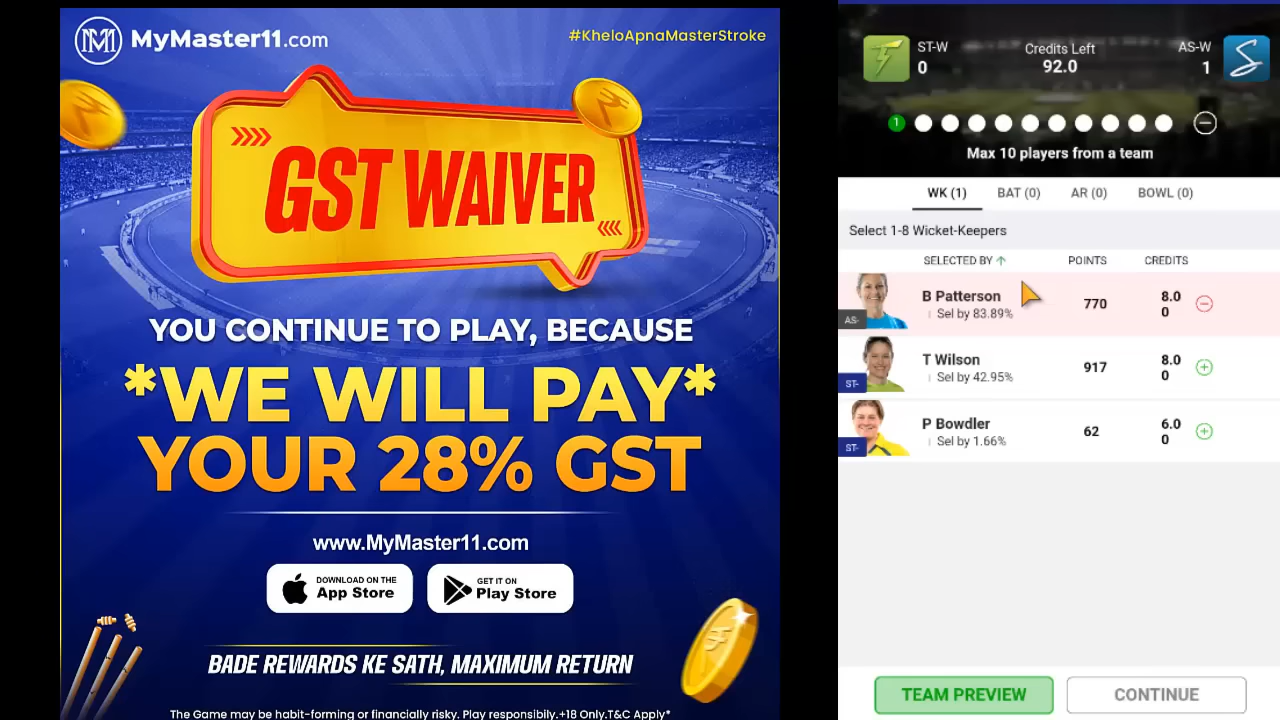 MyMaster11.com
#KheloApnaMasterStroke
GST WAIVER
YOU CONTINUE TO PLAY, BECAUSE
*WE WILL PAY*
YOUR 28% GST
www.MyMaster11.com
DOWNLOAD ON THE
App Store
GET IT ON
Play Store
BADE REWARDS KE SATH, MAXIMUM RETURN
The Game may be habit-forming or financially risky. Play responsibily.+18 Only.T&C Apply*
ST-W
0
Credits Left
92.0
AS-W
1
1
Max 10 players from a team
WK (1) BAT (0) AR (0) BOWL (0)
Select 1-8 Wicket-Keepers
SELECTED BY ↑ POINTS CREDITS
B Patterson
Sel by 83.89%
770
8.0
0
AS-
T Wilson
Sel by 42.95%
917
8.0
0
ST-
P Bowdler
Sel by 1.66%
62
6.0
0
ST-
TEAM PREVIEW CONTINUE